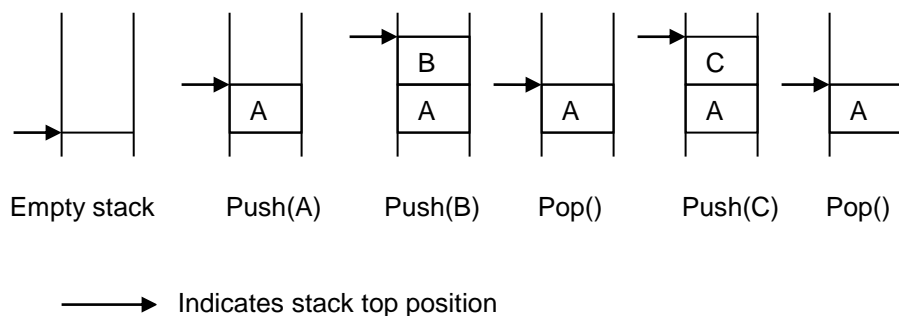 B C
A A A A A
Empty stack Push(A) Push(B) Pop() Push(C) Pop()
Indicates stack top position